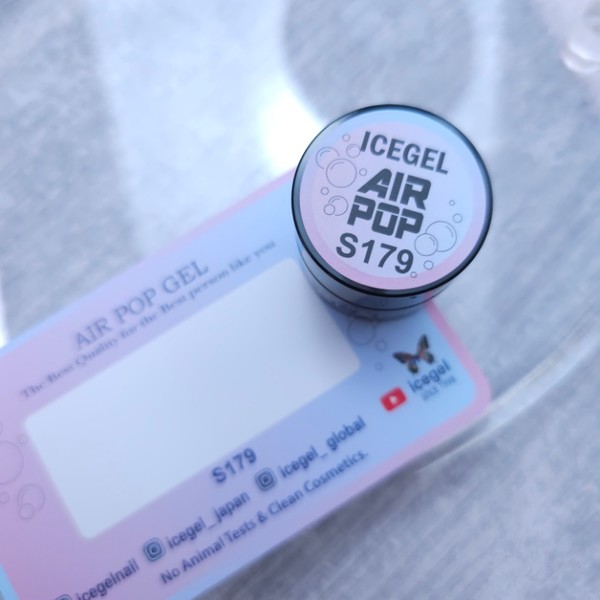 ICEGEL
AIR
POP
S179
AIR POP GEL
The Best Quality for the Best person like you
icegel
S179
icegelnail icegel_japan icegel_global
No Animal Tests & Clean Cosmetics.